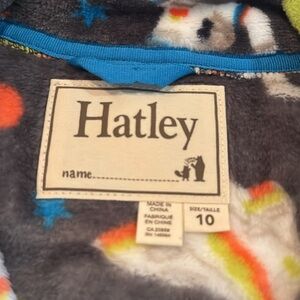 Hatley
name
MADE IN
CHINA
FABRIQUÉ
EN CHINE
SIZE/TAILLE
10